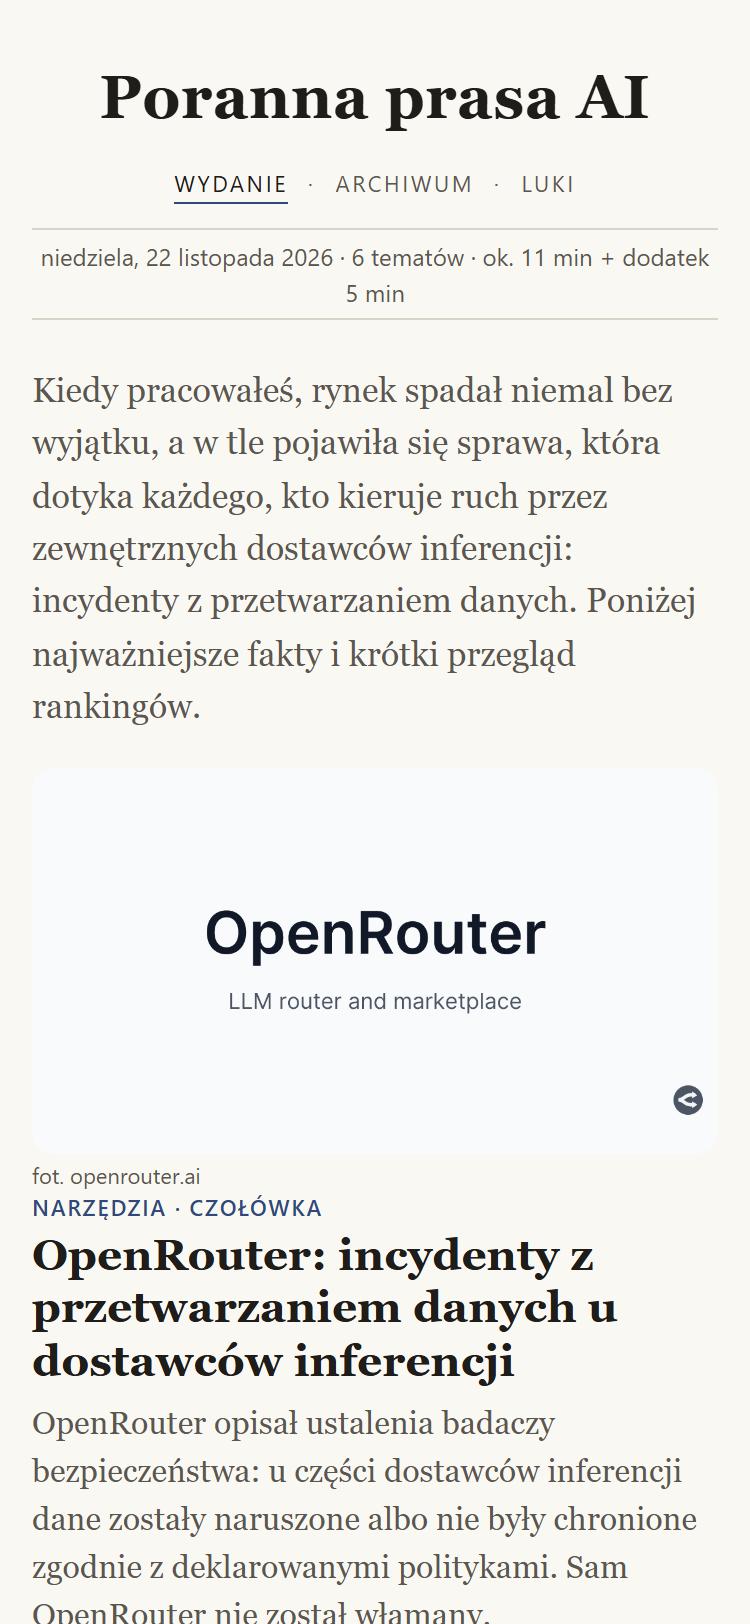 Poranna prasa AI
WYDANIE · ARCHIWUM · LUKI
niedziela, 22 listopada 2026 · 6 tematów · ok. 11 min + dodatek
5 min
Kiedy pracowałeś, rynek spadał niemal bez
wyjątku, a w tle pojawiła się sprawa, która
dotyka każdego, kto kieruje ruch przez
zewnętrznych dostawców inferencji:
incydenty z przetwarzaniem danych. Poniżej
najważniejsze fakty i krótki przegląd
rankingów.
OpenRouter
LLM router and marketplace
fot. openrouter.ai
NARZĘDZIA · CZOŁÓWKA
OpenRouter: incydenty z
przetwarzaniem danych u
dostawców inferencji
OpenRouter opisał ustalenia badaczy
bezpieczeństwa: u części dostawców inferencji
dane zostały naruszone albo nie były chronione
zgodnie z deklarowanymi politykami. Sam
OpenRouter nie został włamany.